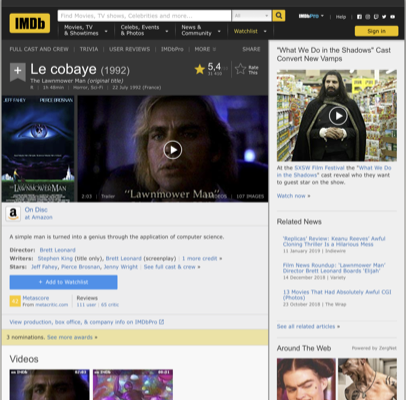 IMDb
Find Movies, TV shows, Celebrities and more...
All
IMDbPro
Help
Movies, TV
& Showtimes
Celebs, Events
& Photos
News &
Community
Watchlist
Sign in
FULL CAST AND CREW | TRIVIA | USER REVIEWS | IMDbPro | MORE
SHARE
Le cobaye (1992)
The Lawnmower Man (original title)
R | 1h 48min | Horror, Sci-Fi | 22 July 1992 (France)
5,4
Rate
This
JEFF FAHEY PIERCE BROSNAN
THE
LAWNMOWER MAN
2:03 | Trailer
"Lawnmower Man"
107 IMAGES
On Disc
at Amazon
A simple man is turned into a genius through the application of computer science.
Director: Brett Leonard
Writers: Stephen King (title only), Brett Leonard (screenplay) | 1 more credit »
Stars: Jeff Fahey, Pierce Brosnan, Jenny Wright | See full cast & crew »
+ Add to Watchlist
Metascore
From metacritic.com
Reviews
111 user | 65 critic
View production, box office, & company info on IMDbPro
3 nominations. See more awards »
Videos
"What We Do in the Shadows" Cast
Convert New Vamps
At the SXSW Film Festival the "What We Do
in the Shadows" cast reveal who they want
to guest star on the show.
Watch now »
Related News
'Replicas' Review: Keanu Reeves' Awful
Cloning Thriller Is a Hilarious Mess
11 January 2019 | Indiewire
Film News Roundup: 'Lawnmower Man'
Director Brett Leonard Boards 'Elijah'
14 December 2018 | Variety
13 Movies That Had Absolutely Awful CGI
(Photos)
23 October 2018 | The Wrap
See all related articles »
Around The Web
Powered by ZergNet